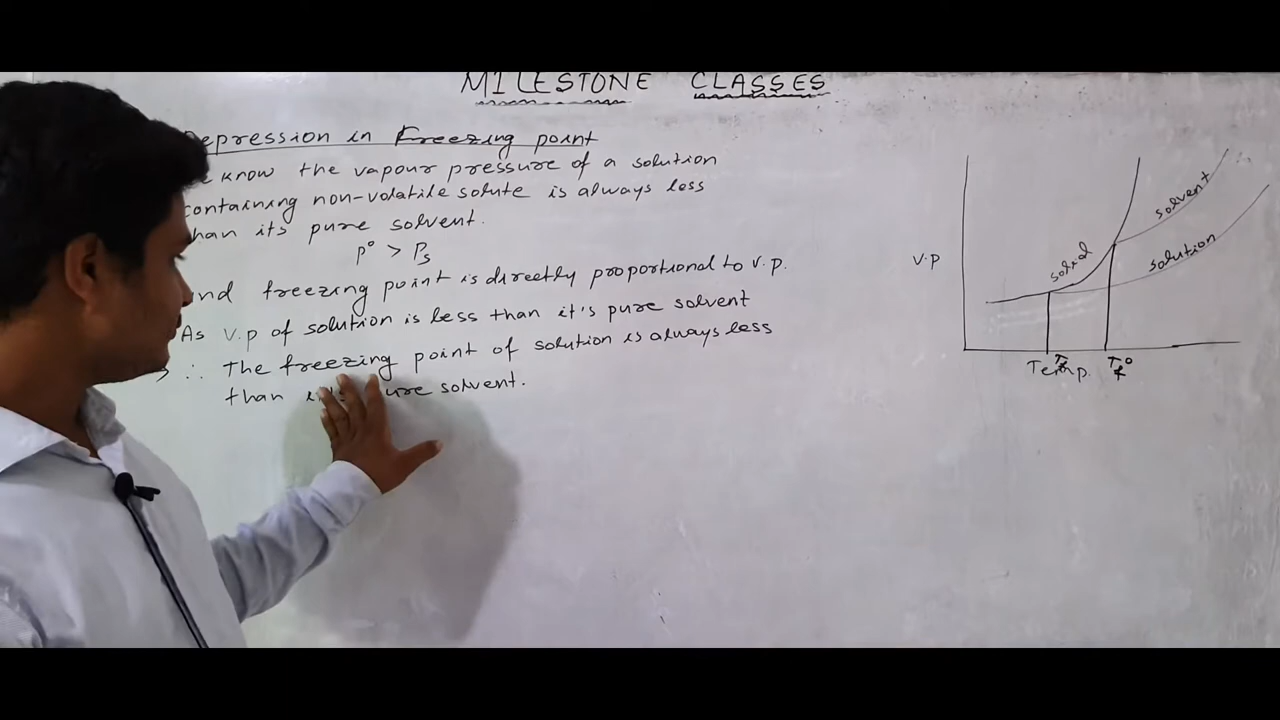 MILESTONE CLASSES
Depression in Freezing point
know the vapour pressure of a solution
containing non-volatile solute is always less
than its pure solvent.
p° > Ps
and freezing point is directly proportional to v.p.
As v.p of solution is less than it's pure solvent
∴ The freezing point of solution is always less
than its pure solvent.
v.p
solid
solvent
solution
Temp.
Tf
Tf°